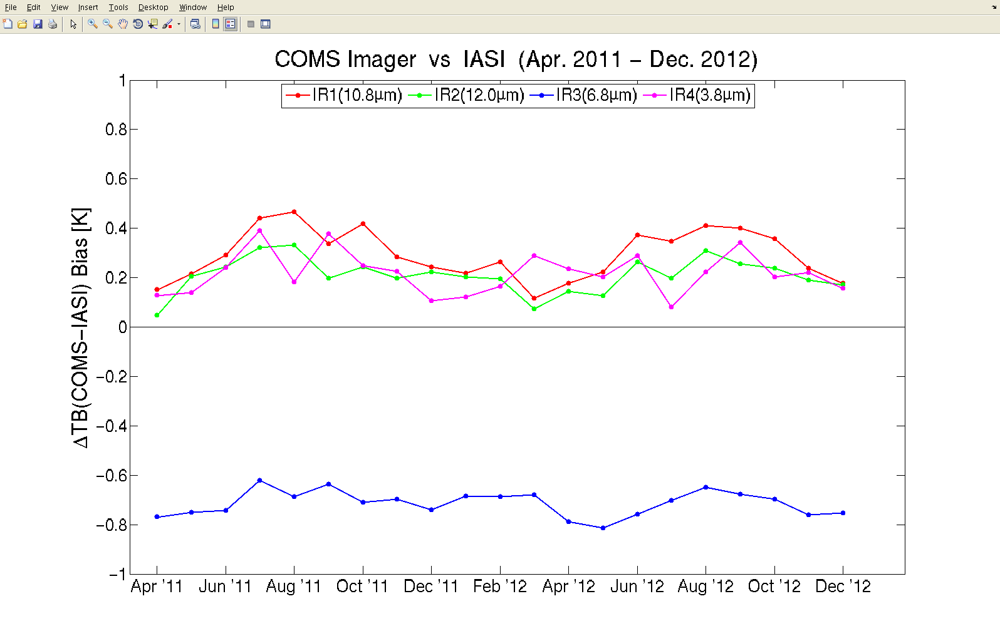 File Edit View Insert Tools Desktop Window Help
COMS Imager vs IASI (Apr. 2011 − Dec. 2012)
IR1(10.8μm) IR2(12.0μm) IR3(6.8μm) IR4(3.8μm)
1
0.8
0.6
0.4
0.2
0
−0.2
−0.4
−0.6
−0.8
−1
ΔTB(COMS−IASI) Bias [K]
Apr '11 Jun '11 Aug '11 Oct '11 Dec '11 Feb '12 Apr '12 Jun '12 Aug '12 Oct '12 Dec '12